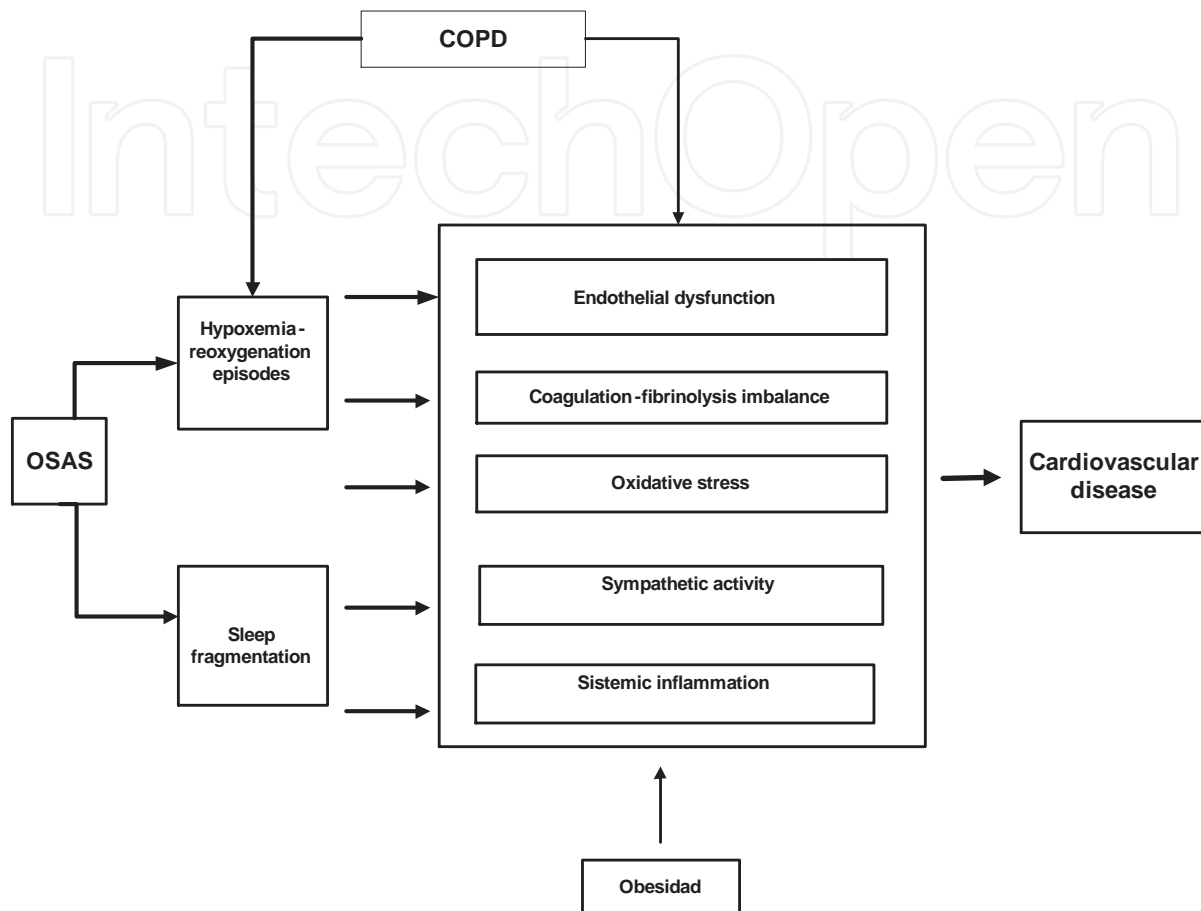 COPD
IntechOpen
Endothelial dysfunction
Hypoxemia-
reoxygenation
episodes
Coagulation-fibrinolysis imbalance
OSAS
Oxidative stress
Cardiovascular
disease
Sympathetic activity
Sleep
fragmentation
Sistemic inflammation
Obesidad